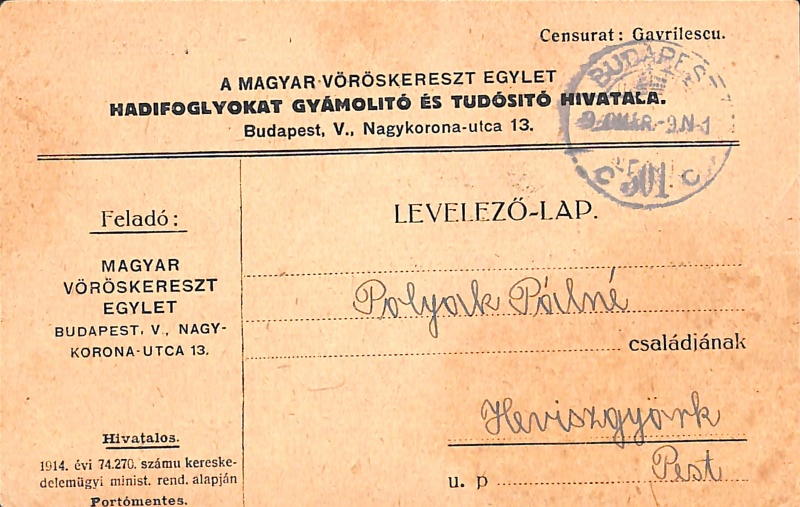 Censurat : Gavrilescu.
A MAGYAR VÖRÖSKERESZT EGYLET
HADIFOGLYOKAT GYÁMOLITÓ ÉS TUDÓSITÓ HIVATALA.
Budapest, V., Nagykorona-utca 13.
BUDAPEST
501
Feladó :
MAGYAR
VÖRÖSKERESZT
EGYLET
BUDAPEST, V., NAGY-
KORONA-UTCA 13.
Hivatalos.
1914. évi 74.270. számu keres-
delemügyi minist. rend. alapján
Portómentes.
LEVELEZŐ-LAP.
Polyák Pálné
családjának
Heviszgyörk
u. p Pest